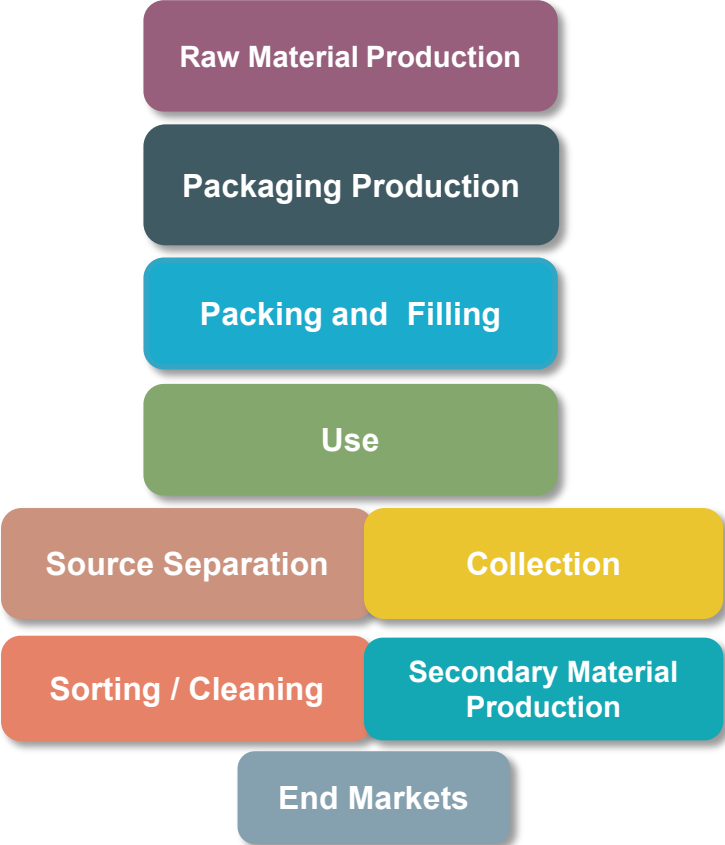 Raw Material Production
Packaging Production
Packing and  Filling
Use
Source Separation
Collection
Sorting / Cleaning
Secondary Material
Production
End Markets